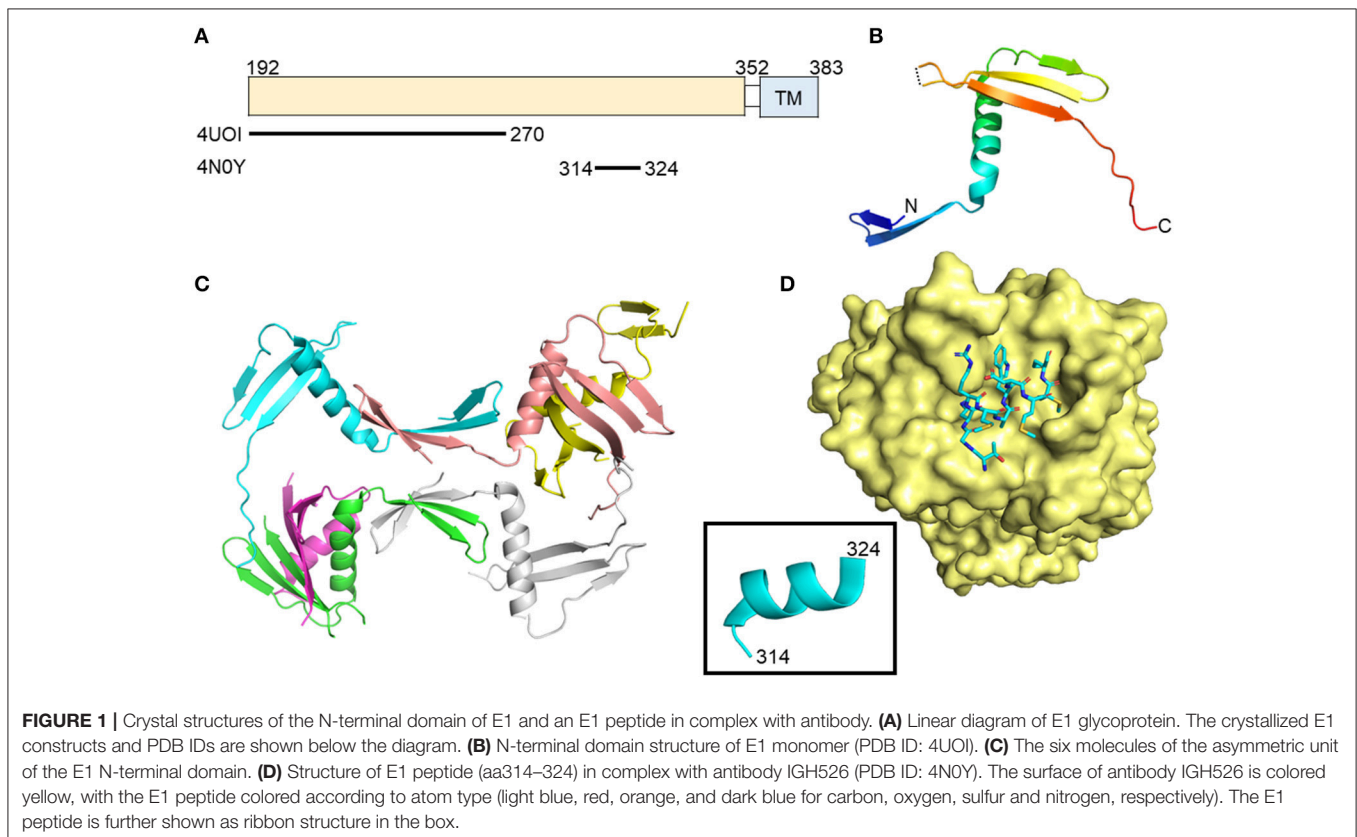 A
192
352
383
TM
4UOI
270
4N0Y
314
324
B
N
C
C
D
324
314
FIGURE 1 | Crystal structures of the N-terminal domain of E1 and an E1 peptide in complex with antibody. (A) Linear diagram of E1 glycoprotein. The crystallized E1
constructs and PDB IDs are shown below the diagram. (B) N-terminal domain structure of E1 monomer (PDB ID: 4UOI). (C) The six molecules of the asymmetric unit
of the E1 N-terminal domain. (D) Structure of E1 peptide (aa314–324) in complex with antibody IGH526 (PDB ID: 4N0Y). The surface of antibody IGH526 is colored
yellow, with the E1 peptide colored according to atom type (light blue, red, orange, and dark blue for carbon, oxygen, sulfur and nitrogen, respectively). The E1
peptide is further shown as ribbon structure in the box.